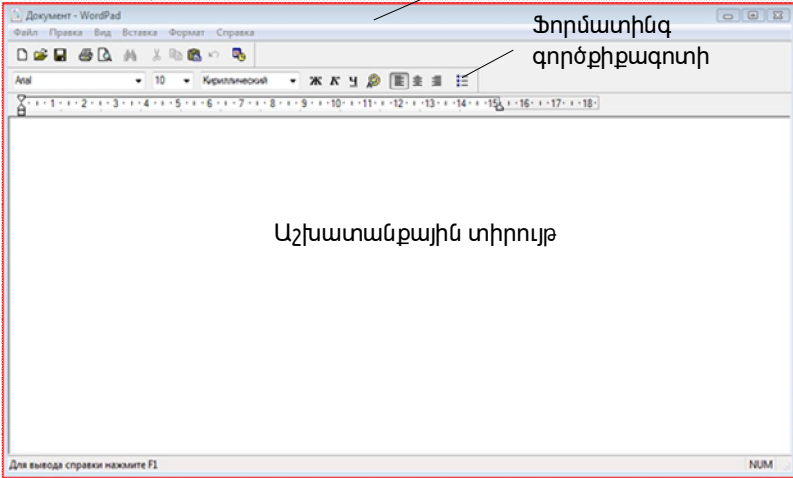 Документ - WordPad
Файл Правка Вид Вставка Формат Справка
Ֆորմատինգ
գործքիքագոտի
Arial 10 Кириллический Ж К Ч
1 2 3 4 5 6 7 8 9 10 11 12 13 14 15 16 17 18
Աշխատանքային տիրույթ
Для вывода справки нажмите F1 NUM